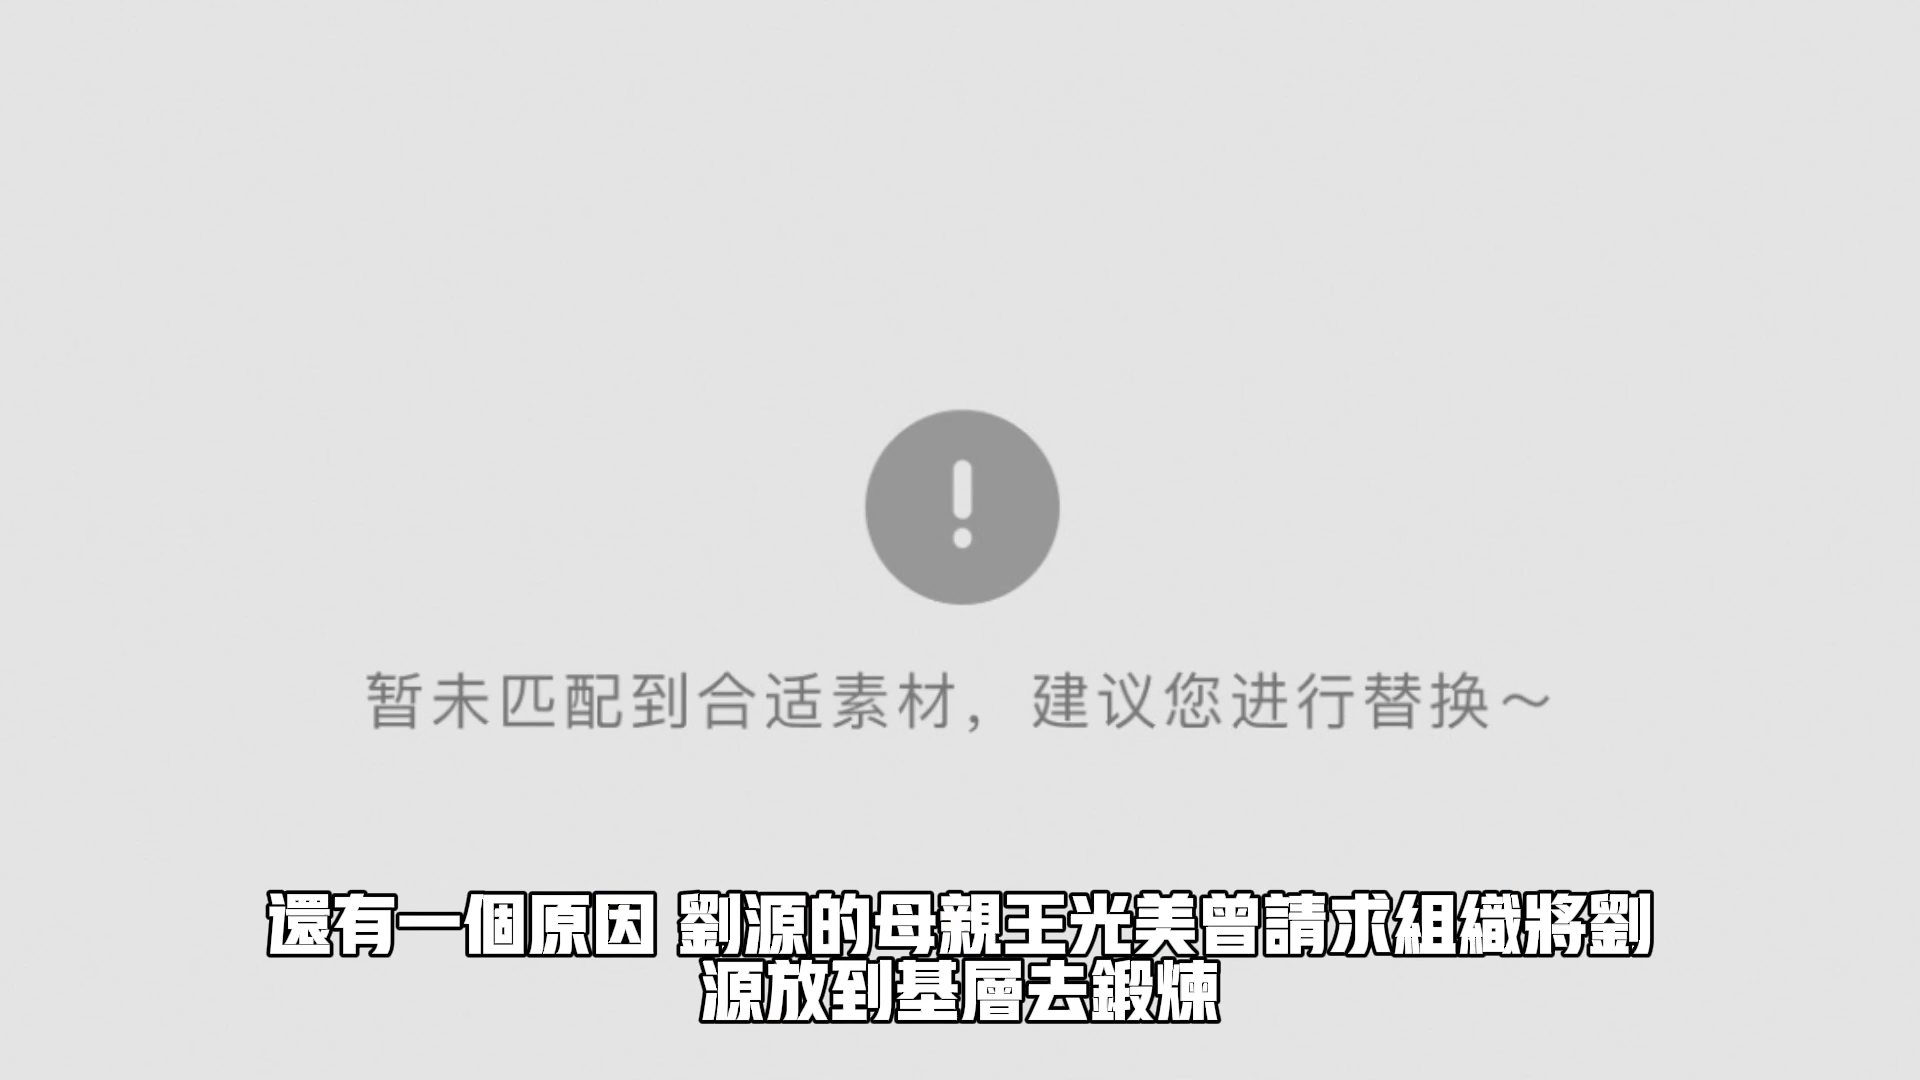 暂未匹配到合适素材，建议您进行替换～
還有一個原因 劉源的母親王光美曾請求組織將劉
源放到基層去鍛煉